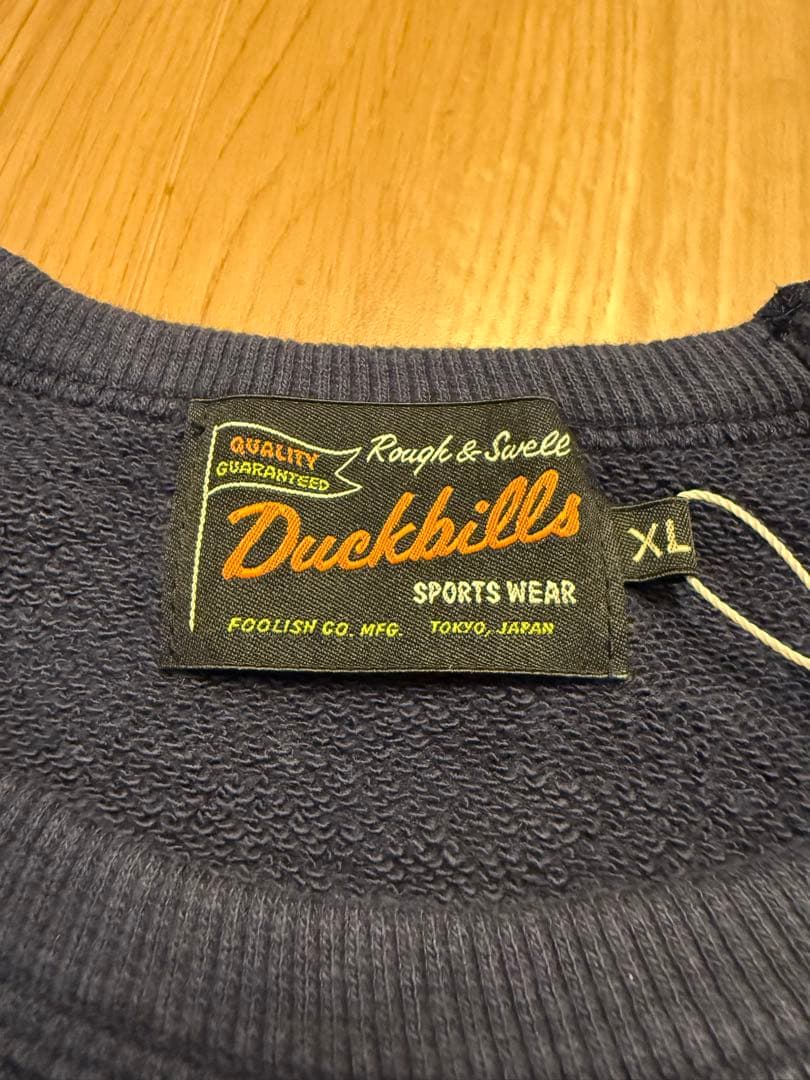 QUALITY
GUARANTEED
Rough & Swell
Duckbills
SPORTS WEAR
FOOLISH CO. MFG. TOKYO, JAPAN
XL